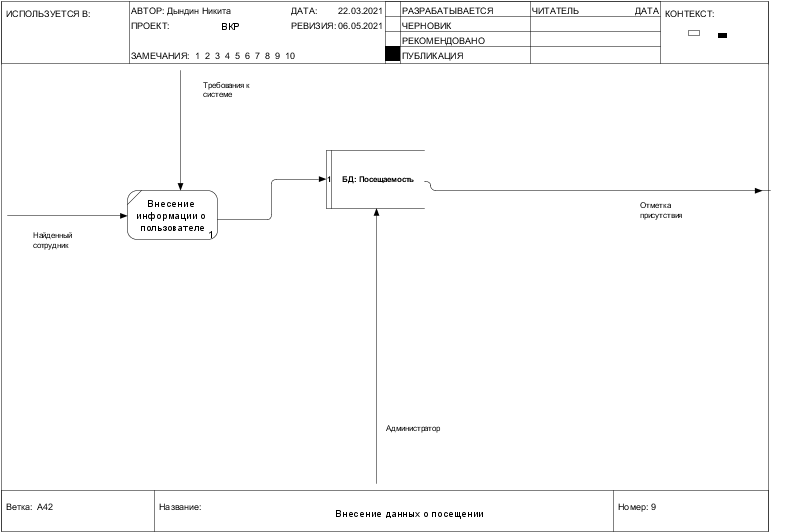 ИСПОЛЬЗУЕТСЯ В:
АВТОР: Дындин Никита
ДАТА: 22.03.2021
ПРОЕКТ: ВКР
РЕВИЗИЯ: 06.05.2021
ЗАМЕЧАНИЯ: 1 2 3 4 5 6 7 8 9 10
РАЗРАБАТЫВАЕТСЯ
ЧЕРНОВИК
РЕКОМЕНДОВАНО
ПУБЛИКАЦИЯ
ЧИТАТЕЛЬ ДАТА
КОНТЕКСТ:
Требования к
системе
Внесение
информации о
пользователе
1
1 БД: Посещаемость
Отметка
присутствия
Найденный
сотрудник
Администратор
Ветка: A42
Название:
Внесение данных о посещении
Номер: 9